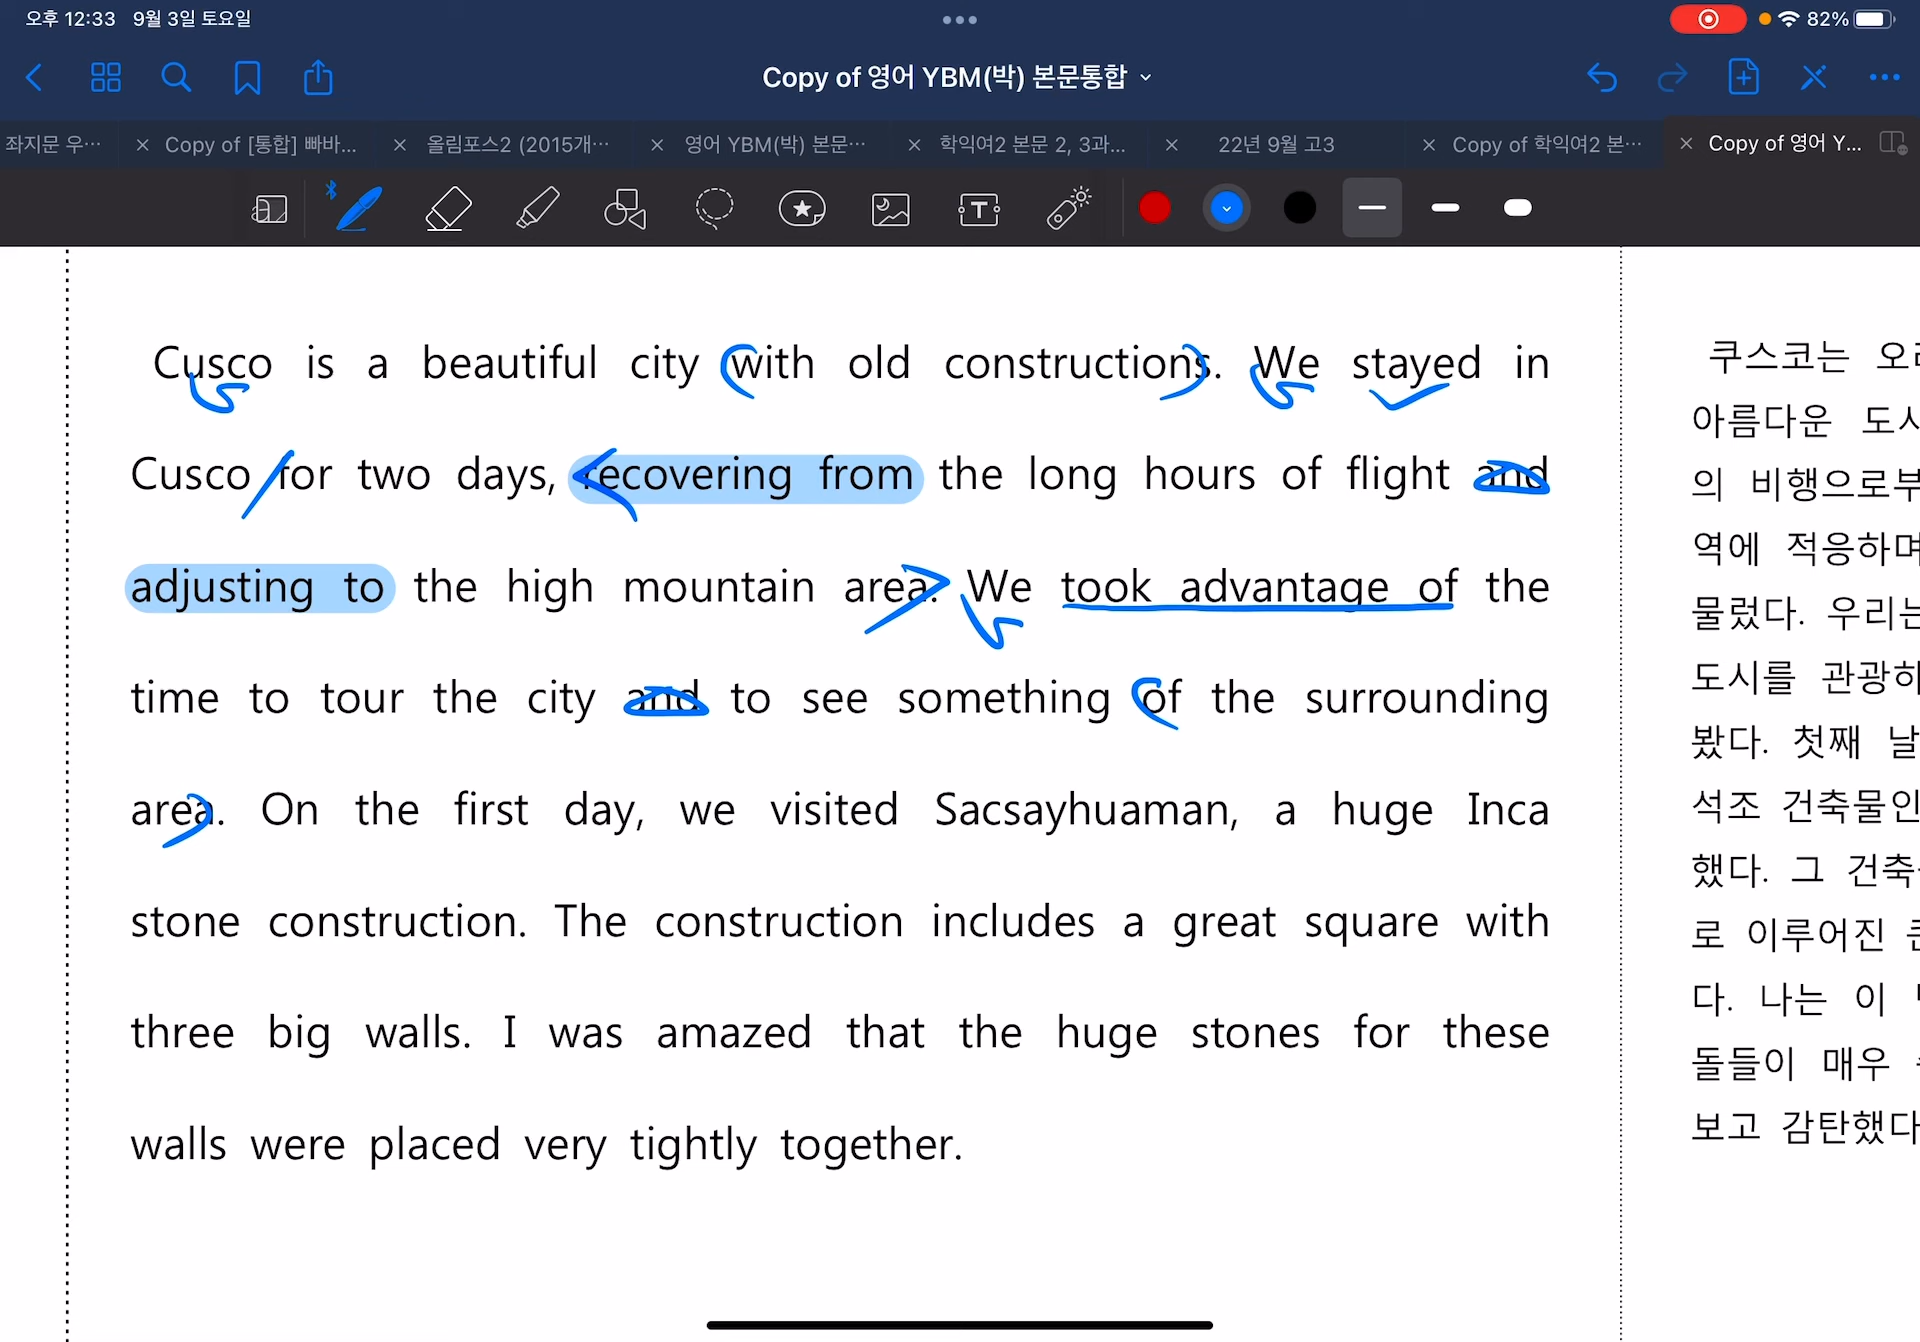 오후 12:33 9월 3일 토요일
82%
Copy of 영어 YBM(박) 본문통합
좌지문 우…
Copy of [통합] 빠바...
올림포스2 (2015개…
영어 YBM(박) 본문…
학익여2 본문 2, 3과...
22년 9월 고3
Copy of 학익여2 본…
Copy of 영어 Y...
Cusco is a beautiful city with old constructions. We stayed in
Cusco for two days, recovering from the long hours of flight and
adjusting to the high mountain area. We took advantage of the
time to tour the city and to see something of the surrounding
area. On the first day, we visited Sacsayhuaman, a huge Inca
stone construction. The construction includes a great square with
three big walls. I was amazed that the huge stones for these
walls were placed very tightly together.
쿠스코는
아름다운
의 비행으로부
역에 적응하며
물렀다. 우리는
도시를 관광하
봤다. 첫째 날
석조 건축물인
했다. 그
로 이루어진
다. 나는 이
돌들이 매우
보고 감탄했다